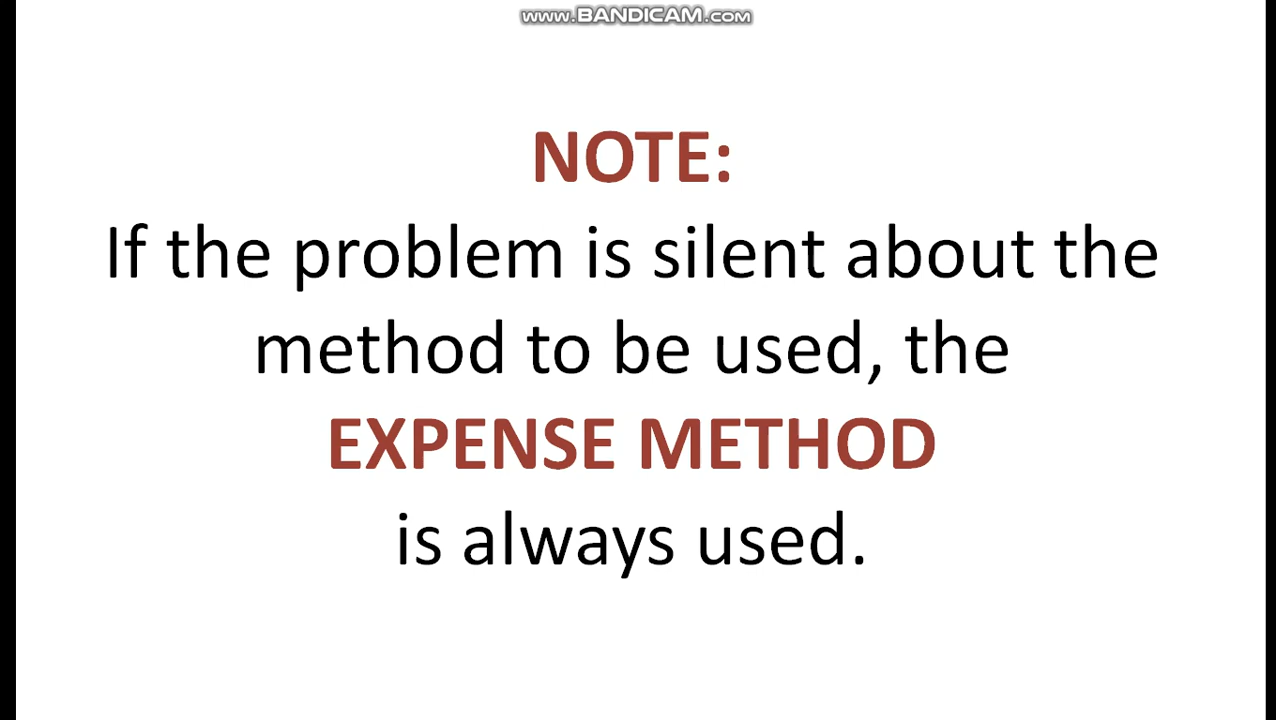 www.BANDICAM.com
NOTE:
If the problem is silent about the
method to be used, the
EXPENSE METHOD
is always used.